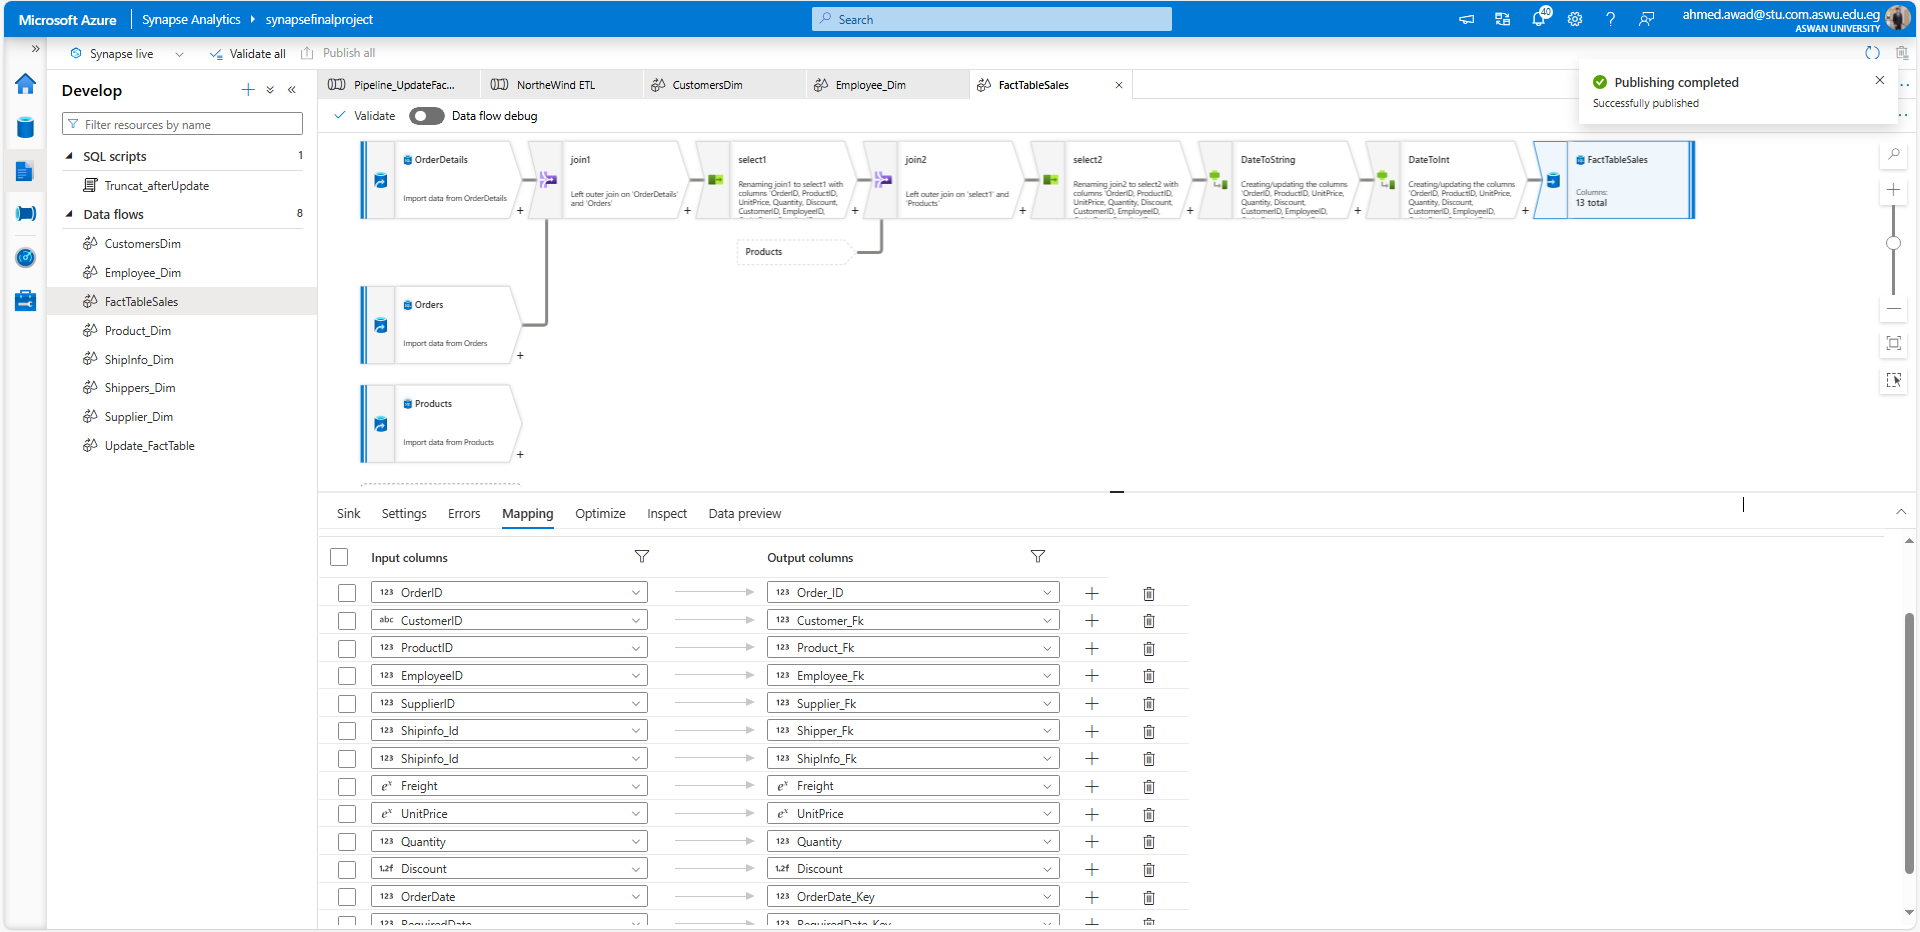 Microsoft Azure
Synapse Analytics
synapsefinalproject
Search
40
ahmed.awad@stu.com.aswu.edu.eg
ASWAN UNIVERSITY
Synapse live
Validate all
Publish all
Develop
Filter resources by name
SQL scripts
1
Truncat_afterUpdate
Data flows
8
CustomersDim
Employee_Dim
FactTableSales
Product_Dim
ShipInfo_Dim
Shippers_Dim
Supplier_Dim
Update_FactTable
Pipeline_UpdateFac...
NortheWind ETL
CustomersDim
Employee_Dim
FactTableSales
Validate
Data flow debug
Publishing completed
Successfully published
OrderDetails
Import data from OrderDetails
join1
Left outer join on 'OrderDetails'
and 'Orders'
select1
Renaming join1 to select1 with
columns 'OrderID, ProductID,
UnitPrice, Quantity, Discount,
CustomerID, EmployeeID,
join2
Left outer join on 'select1' and
'Products'
select2
Renaming join2 to select2 with
columns 'OrderID, ProductID,
UnitPrice, Quantity, Discount,
CustomerID, EmployeeID,
DateToString
Creating/updating the columns
'OrderID, ProductID, UnitPrice,
Quantity, Discount,
CustomerID, EmployeeID,
DateToInt
Creating/updating the columns
'OrderID, ProductID, UnitPrice,
Quantity, Discount,
CustomerID, EmployeeID,
FactTableSales
Columns:
13 total
Products
Orders
Import data from Orders
Products
Import data from Products
Sink
Settings
Errors
Mapping
Optimize
Inspect
Data preview
Input columns
Output columns
123 OrderID
123 Order_ID
abc CustomerID
123 Customer_Fk
123 ProductID
123 Product_Fk
123 EmployeeID
123 Employee_Fk
123 SupplierID
123 Supplier_Fk
123 Shipinfo_Id
123 Shipper_Fk
123 Shipinfo_Id
123 ShipInfo_Fk
eˣ Freight
eˣ Freight
eˣ UnitPrice
eˣ UnitPrice
123 Quantity
123 Quantity
1.2f Discount
1.2f Discount
123 OrderDate
123 OrderDate_Key
123 RequiredDate
123 RequiredDate_Key